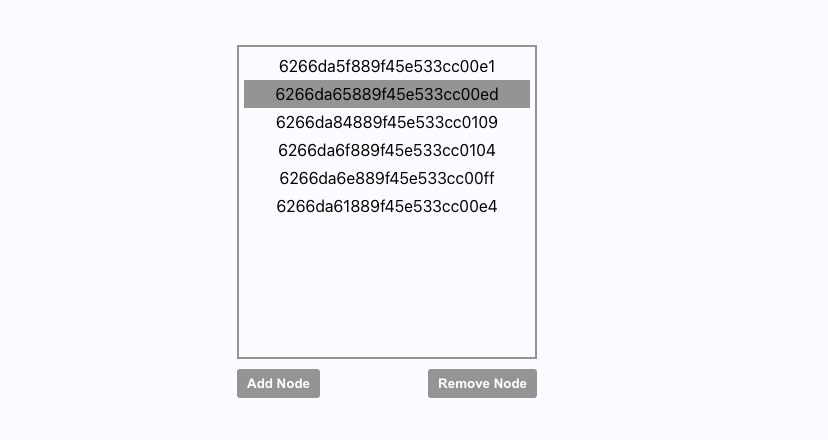 6266da5f889f45e533cc00e1
6266da65889f45e533cc00ed
6266da84889f45e533cc0109
6266da6f889f45e533cc0104
6266da6e889f45e533cc00ff
6266da61889f45e533cc00e4
Add Node
Remove Node